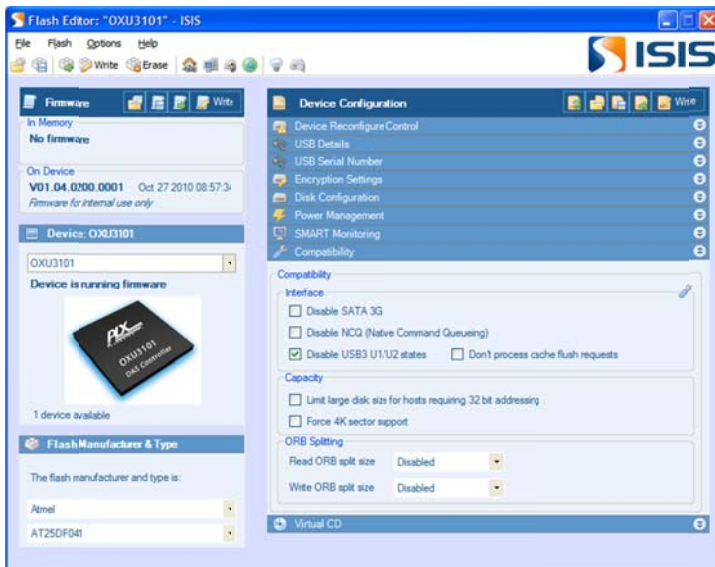 Flash Editor: "OXU3101" - ISIS
File Flash Options Help
Write Erase
ISIS
Firmware Write
In Memory
No firmware
On Device
V01.04.0200.0001 Oct 27 2010 08:57:34
Firmware for internal use only
Device: OXU3101
OXU3101
Device is running firmware
PLX
OXU3101
DAS Controller
1 device available
Flash Manufacturer & Type
The flash manufacturer and type is:
Atmel
AT25DF041
Device Configuration Write
Device Reconfigure Control
USB Details
USB Serial Number
Encryption Settings
Disk Configuration
Power Management
SMART Monitoring
Compatibility
Compatibility
Interface
Disable SATA 3G
Disable NCQ (Native Command Queueing)
Disable USB3 U1/U2 states Don't process cache flush requests
Capacity
Limit large disk size for hosts requiring 32 bit addressing
Force 4K sector support
ORB Splitting
Read ORB split size Disabled
Write ORB split size Disabled
Virtual CD